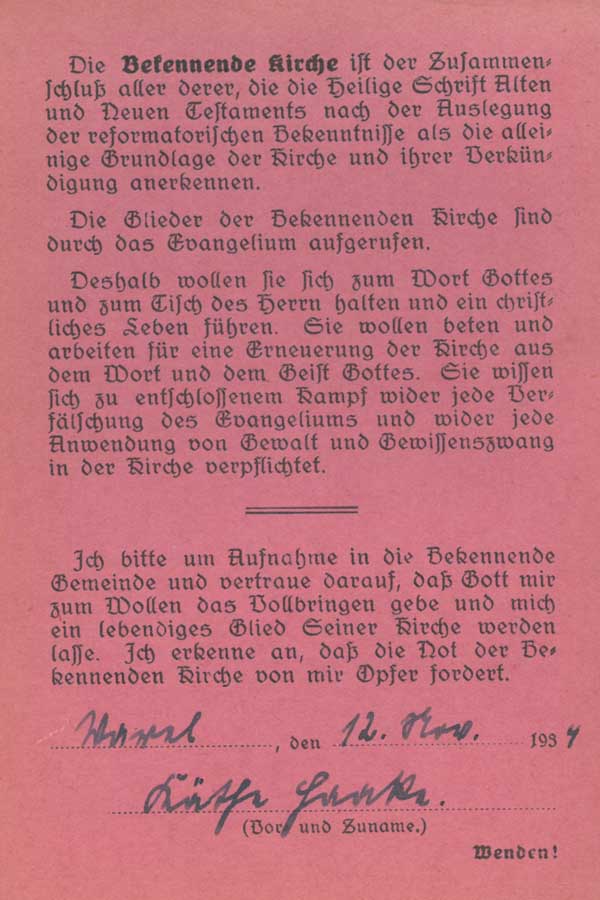 Die Bekennende Kirche ist der Zusammen-
schluß aller derer, die die Heilige Schrift Alten
und Neuen Testaments nach der Auslegung
der reformatorischen Bekenntnisse als die allei-
nige Grundlage der Kirche und ihrer Verkün-
digung anerkennen.
Die Glieder der Bekennenden Kirche sind
durch das Evangelium aufgerufen.
Deshalb wollen sie sich zum Wort Gottes
und zum Tisch des Herrn halten und ein christ-
liches Leben führen. Sie wollen beten und
arbeiten für eine Erneuerung der Kirche aus
dem Wort und dem Geist Gottes. Sie wissen
sich zu entschlossenem Kampf wider jede Ver-
fälschung des Evangeliums und wider jede
Anwendung von Gewalt und Gewissenszwang
in der Kirche verpflichtet.
Ich bitte um Aufnahme in die Bekennende
Gemeinde und vertraue darauf, daß Gott mir
zum Wollen das Vollbringen gebe und mich
ein lebendiges Glied Seiner Kirche werden
lasse. Ich erkenne an, daß die Not der Be-
kennenden Kirche von mir Opfer fordert.
Varel, den 12. Nov. 1934
Käthe Haake.
(Vor und Zuname.)
Wenden!